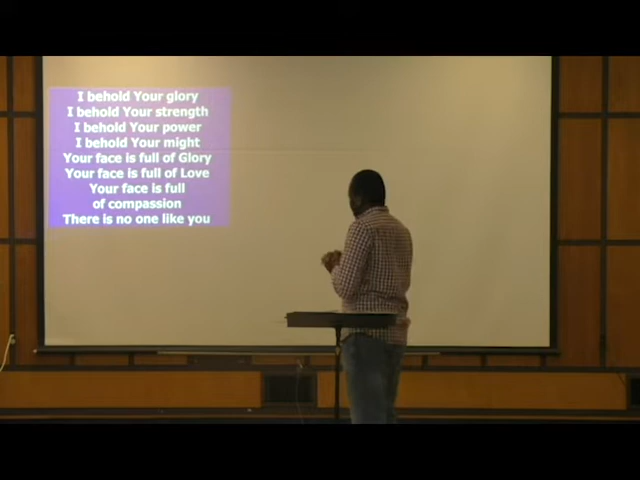 I behold Your glory
I behold Your strength
I behold Your power
I behold Your might
Your face is full of Glory
Your face is full of Love
Your face is full
of compassion
There is no one like you